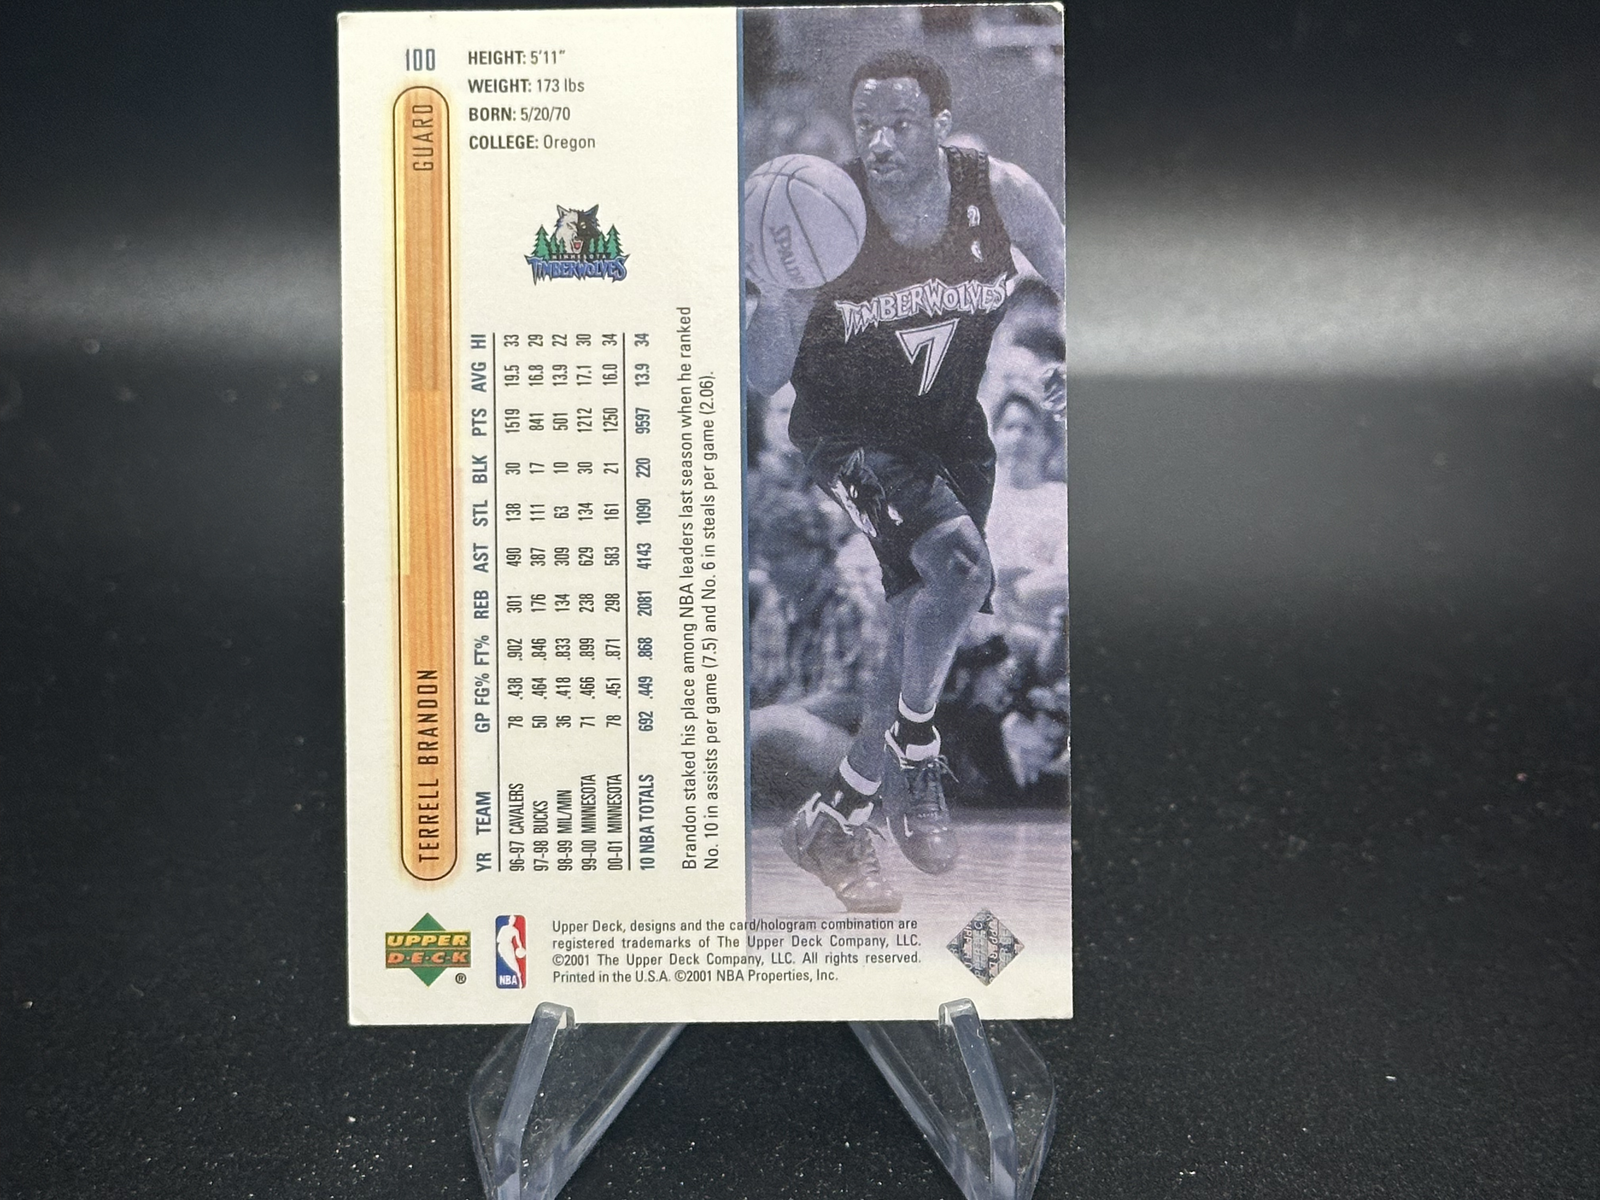 100
HEIGHT: 5'11"
WEIGHT: 173 lbs
BORN: 5/20/70
COLLEGE: Oregon
TERRELL BRANDON GUARD
MINNESOTA
TIMBERWOLVES
YR TEAM GP FG% FT% REB AST STL BLK PTS AVG HI
96-97 CAVALERS 78 .438 .902 301 490 138 30 1519 19.5 33
97-98 BUCKS 50 .464 .846 176 387 111 17 841 16.8 29
98-99 MIL/MIN 36 .418 .833 134 309 63 10 501 13.9 22
99-00 MINNESOTA 71 .466 .899 238 629 134 30 1212 17.1 30
00-01 MINNESOTA 78 .451 .871 298 583 161 21 1250 16.0 34
10 NBA TOTALS 692 .449 .868 2081 4143 1090 220 9597 13.9 34
Brandon staked his place among NBA leaders last season when he ranked
No. 10 in assists per game (7.5) and No. 6 in steals per game (2.06).
SPALDING
TIMBERWOLVES
7
UPPER
DECK
®
NBA
Upper Deck, designs and the card/hologram combination are
registered trademarks of The Upper Deck Company, LLC.
©2001 The Upper Deck Company, LLC. All rights reserved.
Printed in the U.S.A. ©2001 NBA Properties, Inc.